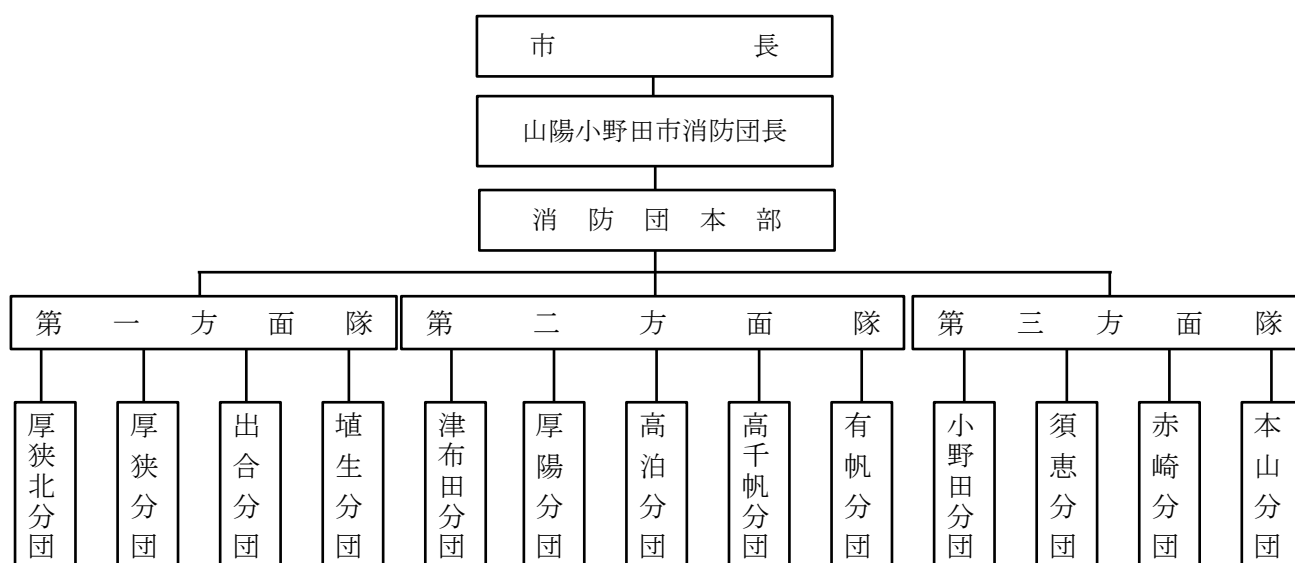 市長
山陽小野田市消防団長
消防団本部
第一方面隊
第二方面隊
第三方面隊
厚狭北分団
厚狭分団
出合分団
埴生分団
津布田分団
厚陽分団
高泊分団
高千帆分団
有帆分団
小野田分団
須恵分団
赤崎分団
本山分団